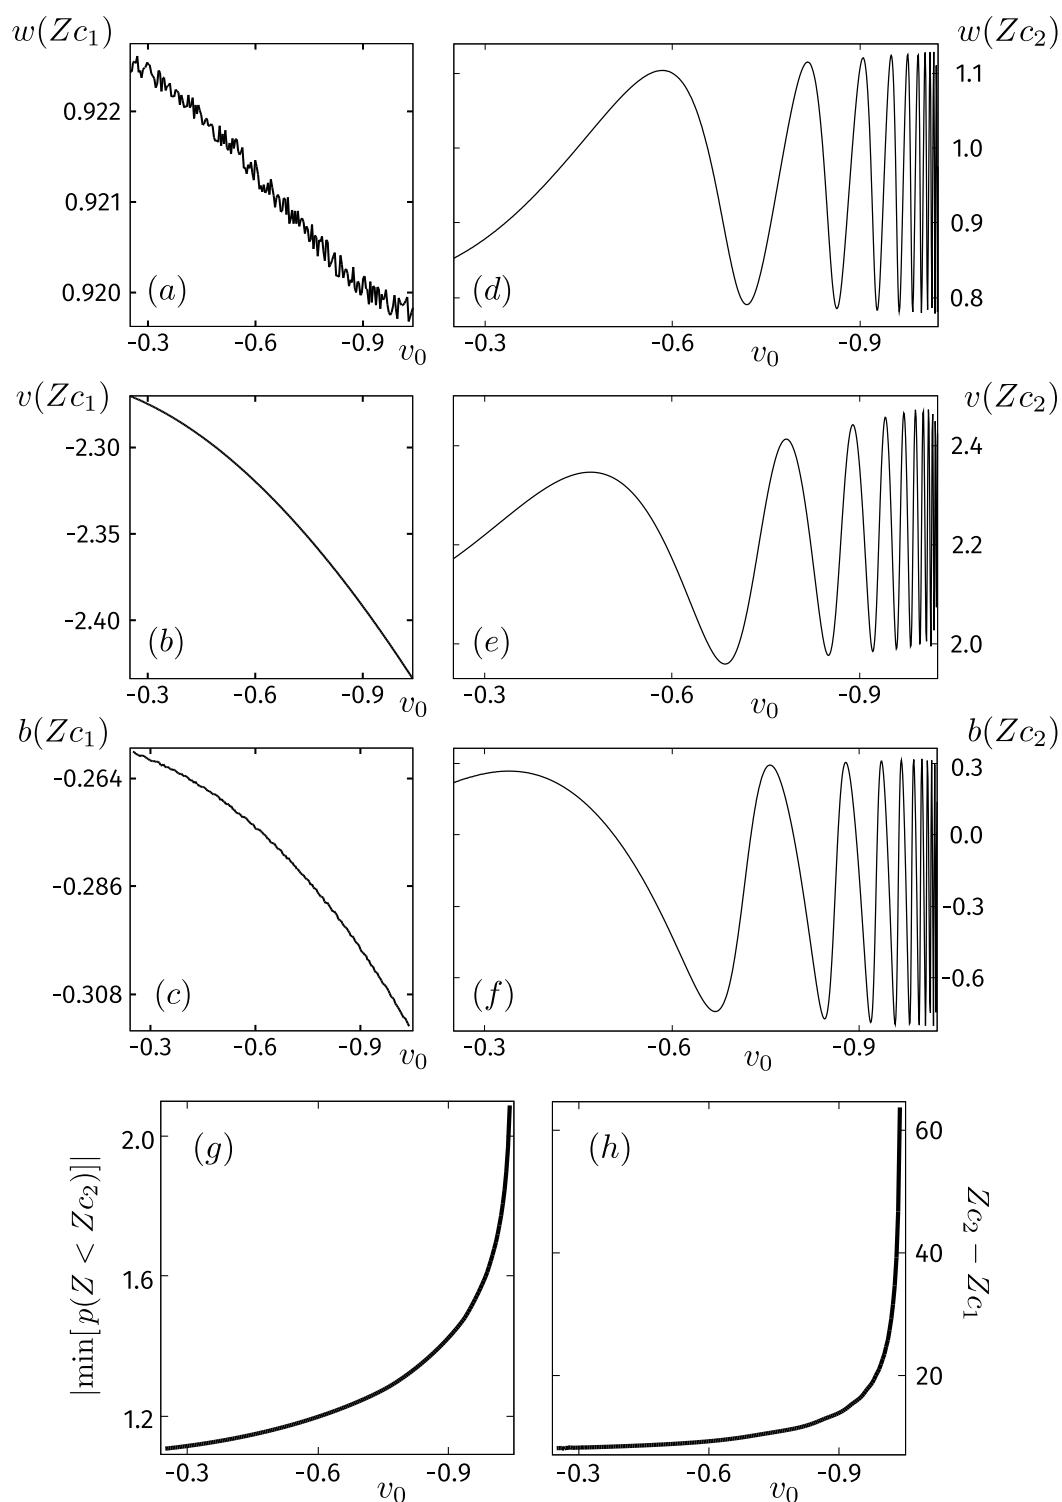 w(Zc₁)
0.922
0.921
0.920
(a)
-0.3 -0.6 -0.9 v₀
w(Zc₂)
1.1
1.0
0.9
0.8
(d)
-0.3 -0.6 -0.9
v₀
v(Zc₁)
-2.30
-2.35
-2.40
(b)
-0.3 -0.6 -0.9 v₀
v(Zc₂)
2.4
2.2
2.0
(e)
-0.3 -0.6 -0.9
v₀
b(Zc₁)
-0.264
-0.286
-0.308
(c)
-0.3 -0.6 -0.9 v₀
b(Zc₂)
0.3
0.0
-0.3
-0.6
(f)
-0.3 -0.6 -0.9
v₀
|min[p(Z < Zc₂)]|
2.0
1.6
1.2
(g)
-0.3 -0.6 -0.9
v₀
(h)
60
40
20
Zc₂ − Zc₁
-0.3 -0.6 -0.9
v₀